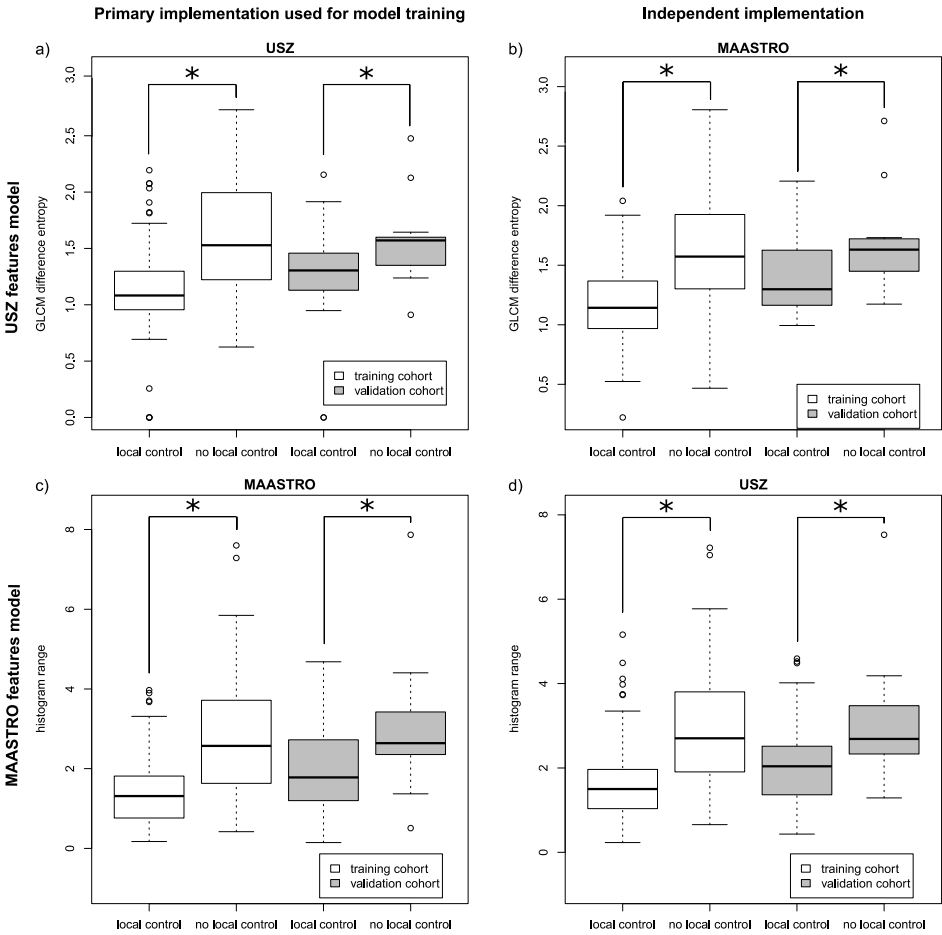 Primary implementation used for model training
Independent implementation
a)
USZ
*
*
USZ features model
GLCM difference entropy
3.0
2.5
2.0
1.5
1.0
0.5
0.0
training cohort
validation cohort
local control
no local control
local control
no local control
b)
MAASTRO
*
*
GLCM difference entropy
3.0
2.5
2.0
1.5
1.0
0.5
training cohort
validation cohort
local control
no local control
local control
no local control
c)
MAASTRO
*
*
MAASTRO features model
histogram range
8
6
4
2
0
training cohort
validation cohort
local control
no local control
local control
no local control
d)
USZ
*
*
histogram range
8
6
4
2
0
training cohort
validation cohort
local control
no local control
local control
no local control